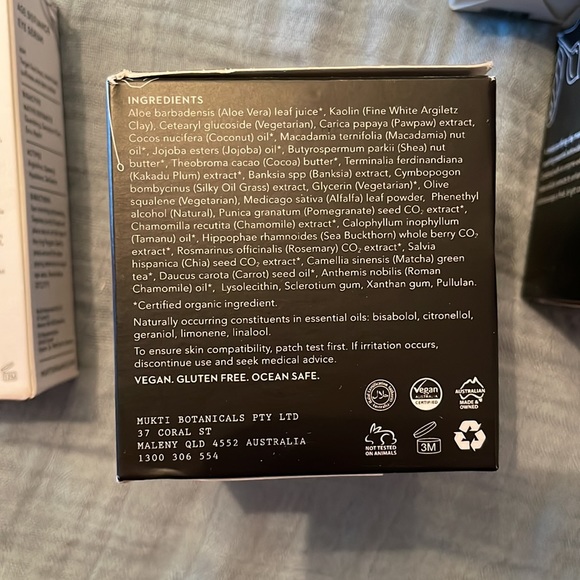 AGE DEFIANCE
EYE SERUM
INGREDIENTS
Aloe barbadensis (Aloe Vera) leaf juice*, Kaolin (Fine White Argiletz
Clay), Cetearyl glucoside (Vegetarian), Carica papaya (Pawpaw) extract,
Cocos nucifera (Coconut) oil*, Macadamia ternifolia (Macadamia) nut
oil*, Jojoba esters (Jojoba) oil*, Butyrospermum parkii (Shea) nut
butter*, Theobroma cacao (Cocoa) butter*, Terminalia ferdinandiana
(Kakadu Plum) extract*, Banksia spp (Banksia) extract, Cymbopogon
bombycinus (Silky Oil Grass) extract, Glycerin (Vegetarian)*, Olive
squalene (Vegetarian), Medicago sativa (Alfalfa) leaf powder, Phenethyl
alcohol (Natural), Punica granatum (Pomegranate) seed CO₂ extract*,
Chamomilla recutita (Chamomile) extract*, Calophyllum inophyllum
(Tamanu) oil*, Hippophae rhamnoides (Sea Buckthorn) whole berry CO₂
extract*, Rosmarinus officinalis (Rosemary) CO₂ extract*, Salvia
hispanica (Chia) seed CO₂ extract*, Camellia sinensis (Matcha) green
tea*, Daucus carota (Carrot) seed oil*, Anthemis nobilis (Roman
Chamomile) oil*, Lysolecithin, Sclerotium gum, Xanthan gum, Pullulan.
*Certified organic ingredient.
Naturally occurring constituents in essential oils: bisabolol, citronellol,
geraniol, limonene, linalool.
To ensure skin compatibility, patch test first. If irritation occurs,
discontinue use and seek medical advice.
VEGAN. GLUTEN FREE. OCEAN SAFE.
Vegan
AUSTRALIA
CERTIFIED
AUSTRALIAN
MADE &
OWNED
MUKTI BOTANICALS PTY LTD
37 CORAL ST
MALENY QLD 4552 AUSTRALIA
1300 306 554
NOT TESTED
ON ANIMALS
3M